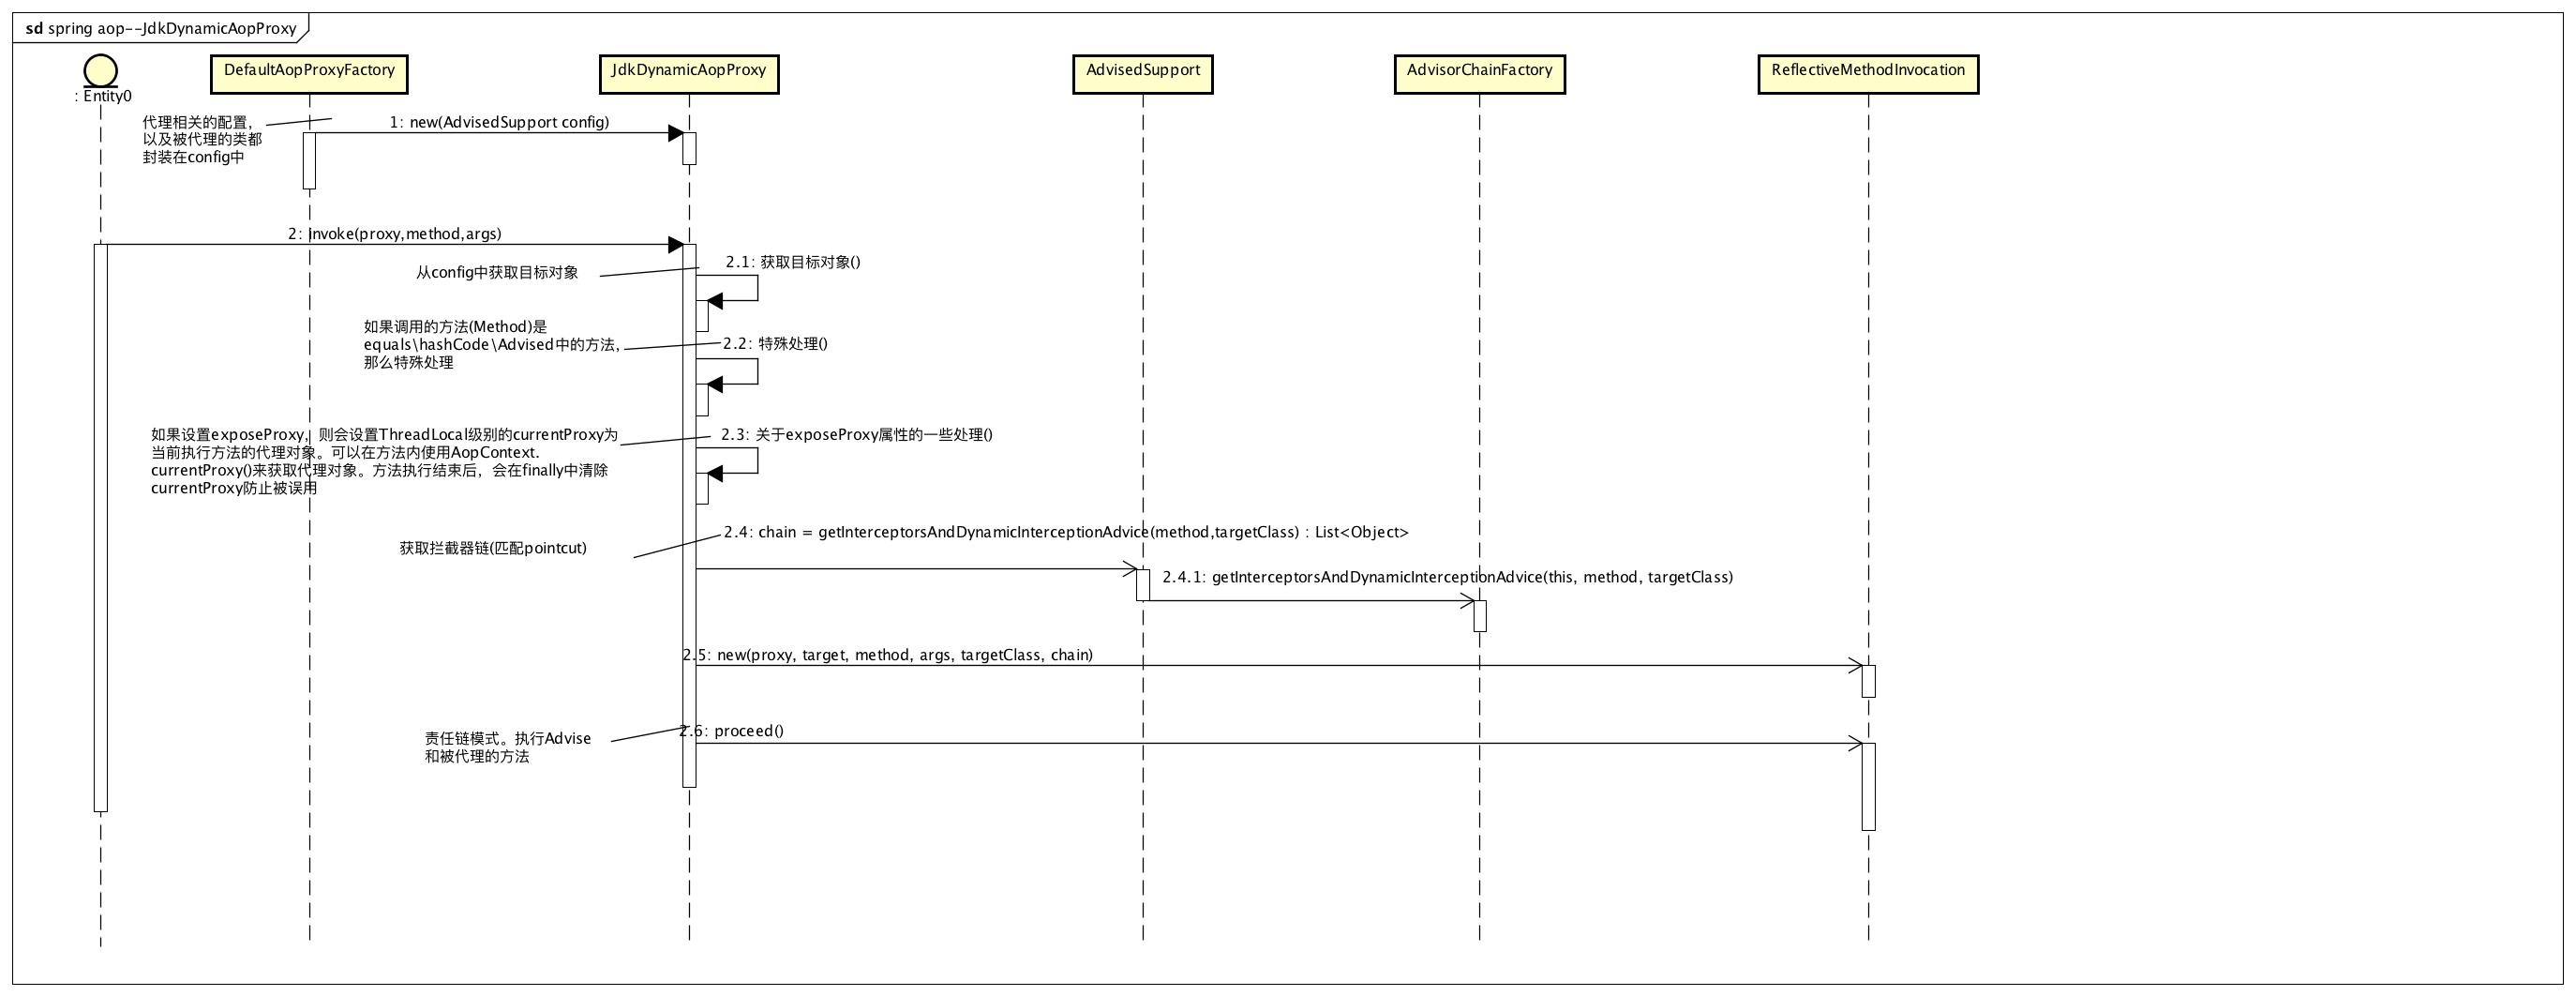 sd spring aop--JdkDynamicAopProxy
: Entity0
DefaultAopProxyFactory
JdkDynamicAopProxy
AdvisedSupport
AdvisorChainFactory
ReflectiveMethodInvocation
代理相关的配置，
以及被代理的类都
封装在config中
1: new(AdvisedSupport config)
2: invoke(proxy,method,args)
从config中获取目标对象
2.1: 获取目标对象()
如果调用的方法(Method)是
equals\hashCode\Advised中的方法，
那么特殊处理
2.2: 特殊处理()
如果设置exposeProxy，则会设置ThreadLocal级别的currentProxy为
当前执行方法的代理对象。可以在方法内使用AopContext.
currentProxy()来获取代理对象。方法执行结束后，会在finally中清除
currentProxy防止被误用
2.3: 关于exposeProxy属性的一些处理()
获取拦截器链(匹配pointcut)
2.4: chain = getInterceptorsAndDynamicInterceptionAdvice(method,targetClass) : List<Object>
2.4.1: getInterceptorsAndDynamicInterceptionAdvice(this, method, targetClass)
2.5: new(proxy, target, method, args, targetClass, chain)
责任链模式。执行Advise
和被代理的方法
2.6: proceed()